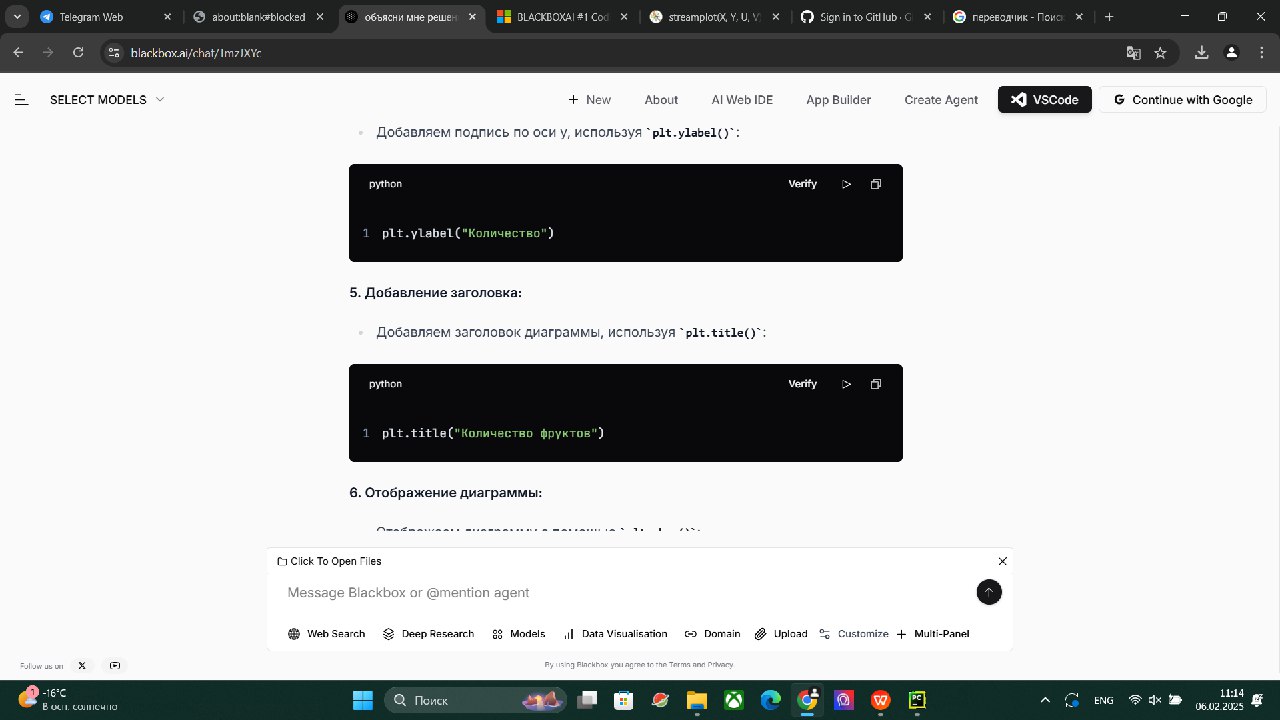 Telegram Web
about:blank#blocked
объясни мне решени
BLACKBOXAI #1 Cod
streamplot(X, Y, U, V
Sign in to GitHub · G
переводчик - Поиск
blackbox.ai/chat/1mzJXYc
SELECT MODELS
New
About
AI Web IDE
App Builder
Create Agent
VSCode
Continue with Google
Добавляем подпись по оси y, используя `plt.ylabel()`:
python
Verify
1 plt.ylabel("Количество")
5. Добавление заголовка:
Добавляем заголовок диаграммы, используя `plt.title()`:
python
Verify
1 plt.title("Количество фруктов")
6. Отображение диаграммы:
Click To Open Files
Message Blackbox or @mention agent
Web Search
Deep Research
Models
Data Visualisation
Domain
Upload
Customize
Multi-Panel
Follow us on
By using Blackbox you agree to the Terms and Privacy.
1
-16°C
В осн. солнечно
Поиск
PC
ENG
11:14
06.02.2025